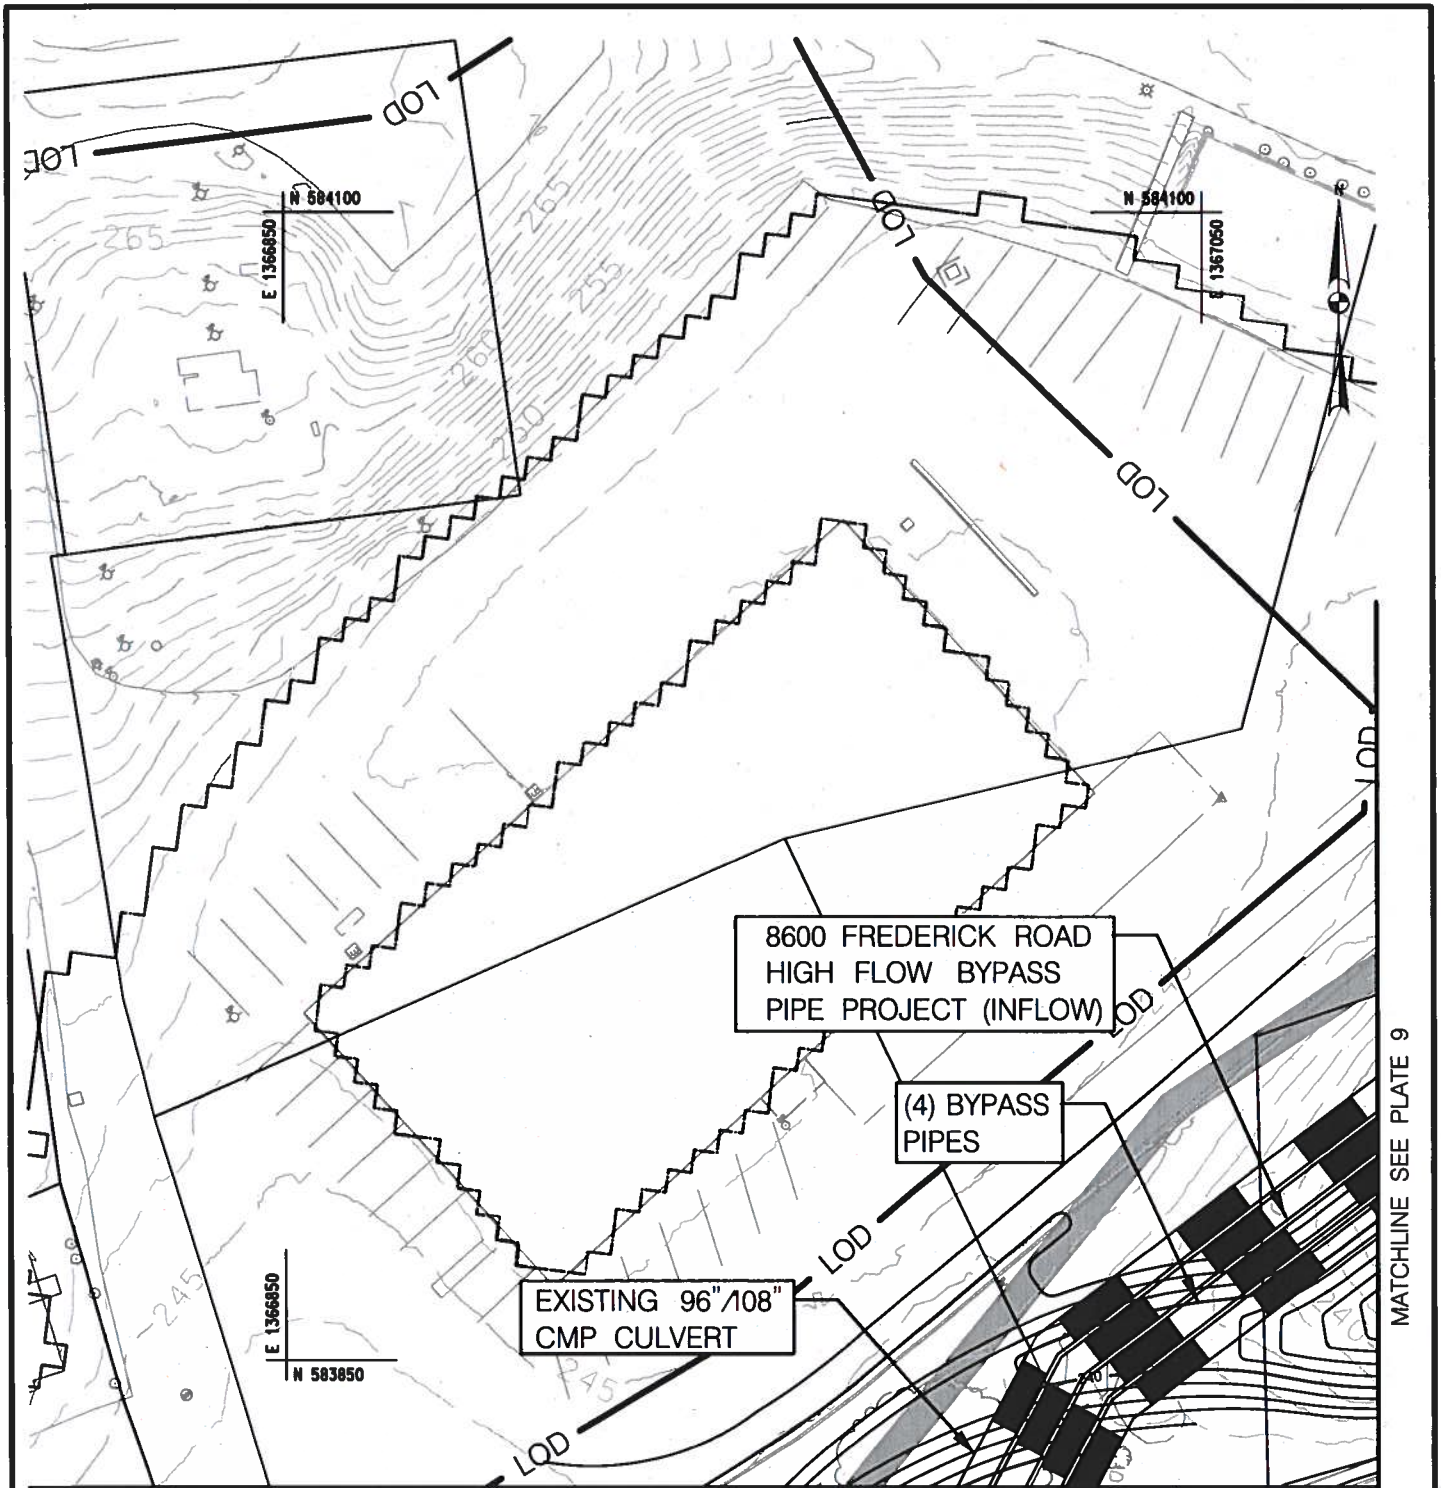 LOD
LOD
N 584100
E 1366850
265
265
255
260
250
LOD
N
N 584100
E 1367050
LOD
LOD
8600 FREDERICK ROAD
HIGH FLOW BYPASS
PIPE PROJECT (INFLOW)
LOD
(4) BYPASS
PIPES
LOD
EXISTING 96"/108"
CMP CULVERT
245
245
240
240
E 1366850
N 583850
LOD
MATCHLINE SEE PLATE 9